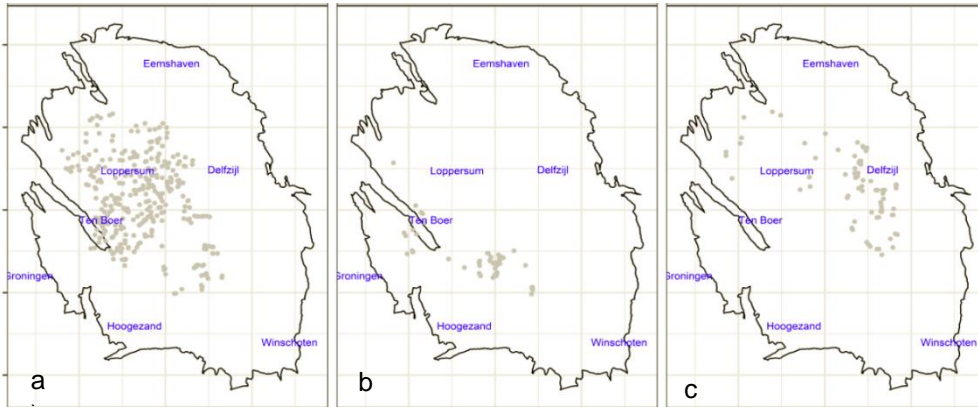 Eemshaven
Loppersum
Delfzijl
Ten Boer
Groningen
Hoogezand
Winschoten
a
Eemshaven
Loppersum
Delfzijl
Ten Boer
Groningen
Hoogezand
Winschoten
b
Eemshaven
Loppersum
Delfzijl
Ten Boer
Groningen
Hoogezand
Winschoten
c